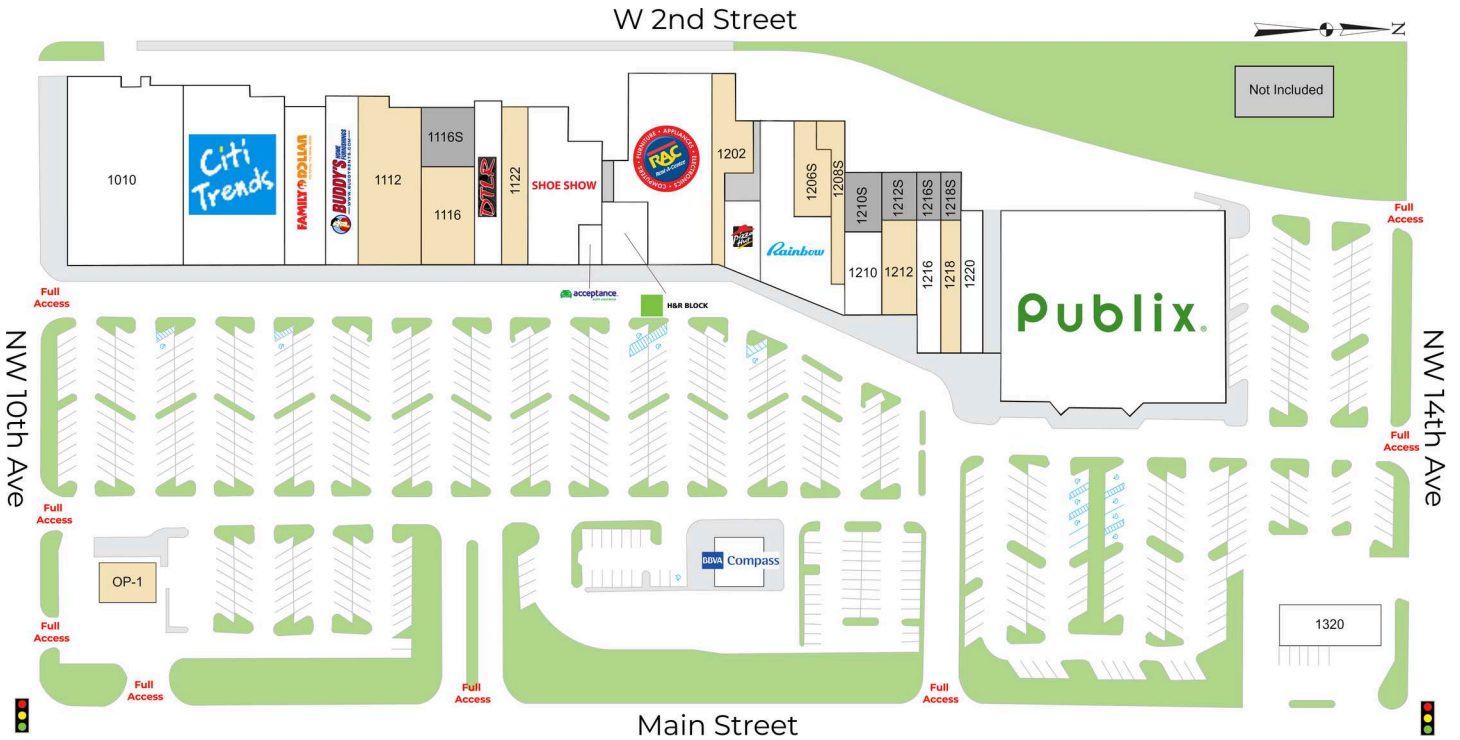 W 2nd Street
N
Not Included
1010
Citi
Trends
FAMILY DOLLAR
BUDDY'S
HOME FURNISHINGS
1112
1116S
1116
DTLR
1122
SHOE SHOW
FURNITURE • APPLIANCES • ELECTRONICS • COMPUTERS
RAC
Rent-A-Center
1202
Pizza
Hut
Rainbow
1206S
1208S
1210S
1212S
1216S
1218S
1210
1212
1216
1218
1220
Publix
acceptance
H&R BLOCK
Full
Access
Full
Access
Full
Access
NW 10th Ave
NW 14th Ave
Full
Access
OP-1
BBVA Compass
1320
Full
Access
Full
Access
Full
Access
Full
Access
Main Street